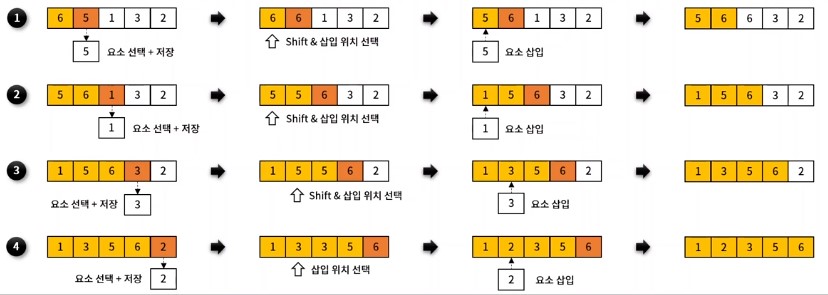 1 6 5 1 3 2 6 6 1 3 2 5 6 1 3 2 5 6 6 3 2
5 요소 선택 + 저장 Shift & 삽입 위치 선택 5 요소 삽입
2 5 6 1 3 2 5 5 6 3 2 1 5 6 3 2 1 5 6 3 2
1 요소 선택 + 저장 Shift & 삽입 위치 선택 1 요소 삽입
3 1 5 6 3 2 1 5 5 6 2 1 3 5 6 2 1 3 5 6 2
요소 선택 + 저장 3 Shift & 삽입 위치 선택 3 요소 삽입
4 1 3 5 6 2 1 3 3 5 6 1 2 3 5 6 1 2 3 5 6
요소 선택 + 저장 2 삽입 위치 선택 2 요소 삽입